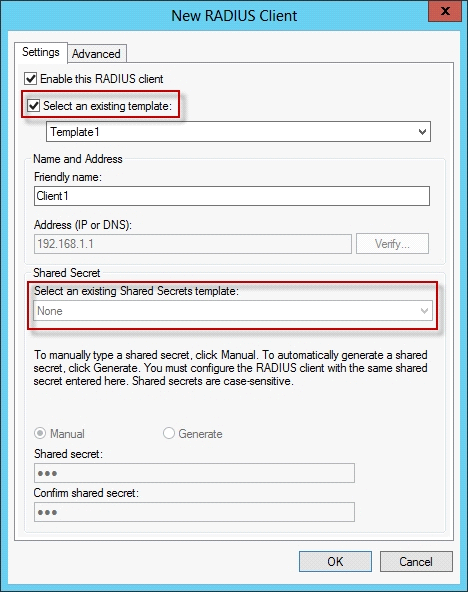 New RADIUS Client
x
Settings
Advanced
Enable this RADIUS client
Select an existing template:
Template1
Name and Address
Friendly name:
Client1
Address (IP or DNS):
192.168.1.1
Verify...
Shared Secret
Select an existing Shared Secrets template:
None
To manually type a shared secret, click Manual. To automatically generate a shared
secret, click Generate. You must configure the RADIUS client with the same shared
secret entered here. Shared secrets are case-sensitive.
Manual
Generate
Shared secret:
●●●
Confirm shared secret:
●●●
OK
Cancel